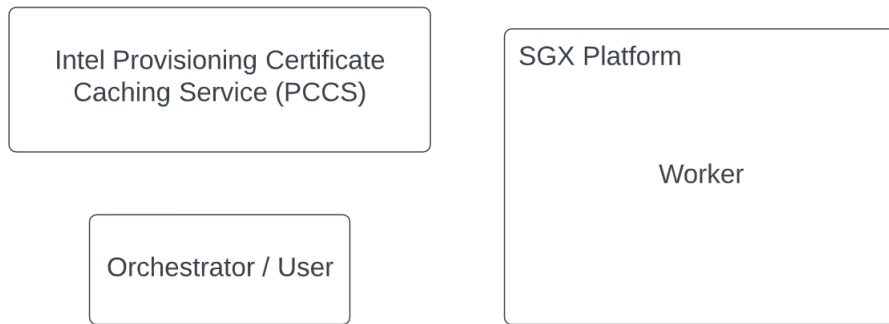 Intel Provisioning Certificate
Caching Service (PCCS)
SGX Platform
Worker
Orchestrator / User